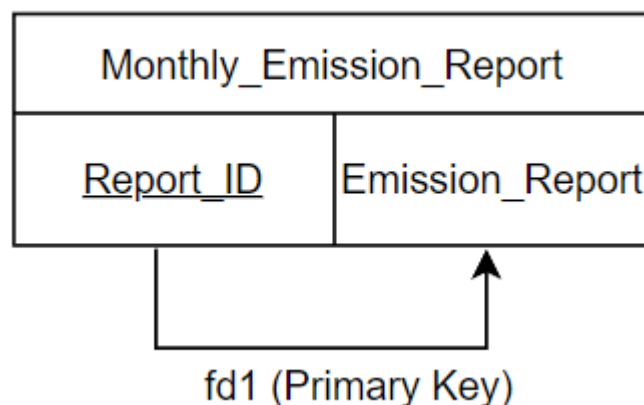 Monthly_Emission_Report
Report_ID Emission_Report
fd1 (Primary Key)